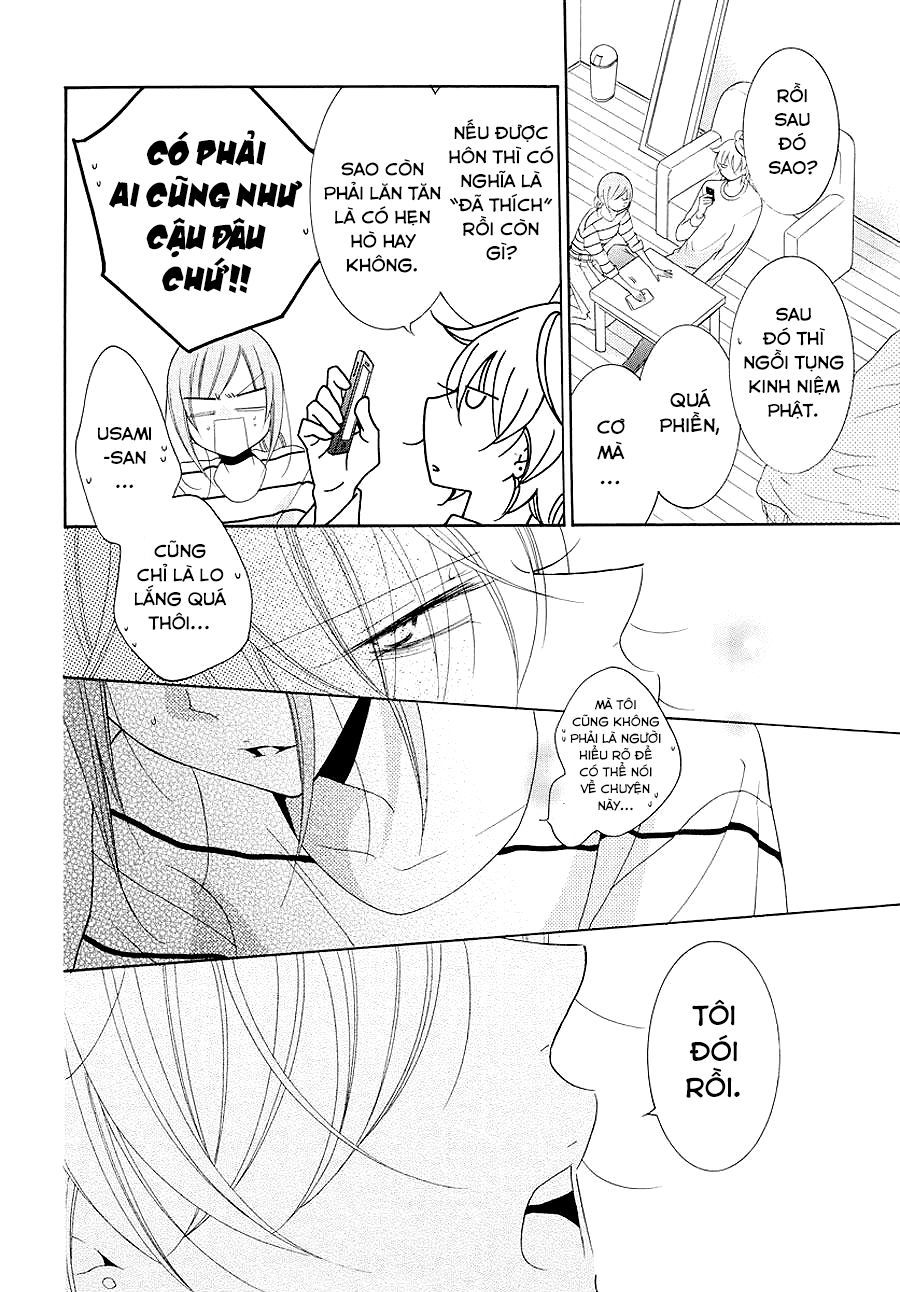 RỒI
SAU
ĐÓ
SAO?
SAU
ĐÓ THÌ
NGỒI TỤNG
KINH NIỆM
PHẬT.
QUÁ
PHIỀN,
CƠ
MÀ
...
NẾU ĐƯỢC
HÔN THÌ CÓ
NGHĨA LÀ
“ĐÃ THÍCH”
RỒI CÒN
GÌ?
SAO CÒN
PHẢI LĂN TĂN
LÀ CÓ HẸN
HÒ HAY
KHÔNG.
CÓ PHẢI
AI CŨNG NHƯ
CẬU ĐÂU
CHỨ!!
USAMI
-SAN
...
CŨNG
CHỈ LÀ LO
LẮNG QUÁ
THÔI...
MÀ TÔI
CŨNG KHÔNG
PHẢI LÀ NGƯỜI
HIỂU RÕ ĐỂ
CÓ THỂ NÓI
VỀ CHUYỆN
NÀY...
TÔI
ĐÓI
RỒI.